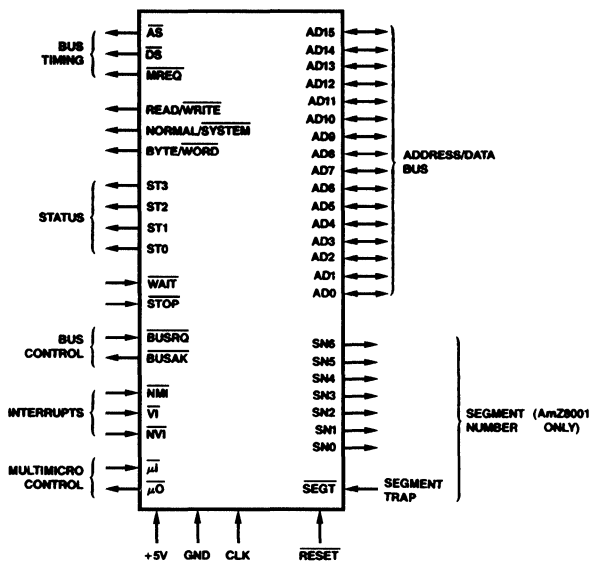 BUS
TIMING
AS
DS
MREQ
READ/WRITE
NORMAL/SYSTEM
BYTE/WORD
STATUS
ST3
ST2
ST1
ST0
WAIT
STOP
BUS
CONTROL
BUSRQ
BUSAK
INTERRUPTS
NMI
VI
NVI
MULTIMICRO
CONTROL
μI
μO
AD15
AD14
AD13
AD12
AD11
AD10
AD9
AD8
AD7
AD6
AD5
AD4
AD3
AD2
AD1
AD0
ADDRESS/DATA
BUS
SN6
SN5
SN4
SN3
SN2
SN1
SN0
SEGMENT (AmZ8001
NUMBER ONLY)
SEGT
SEGMENT
TRAP
+5V GND CLK RESET